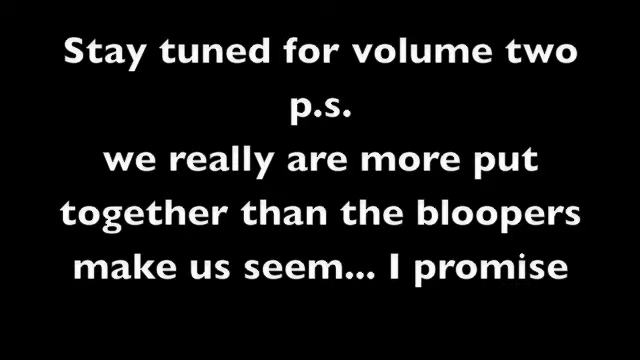 Stay tuned for volume two
p.s.
we really are more put
together than the bloopers
make us seem... I promise